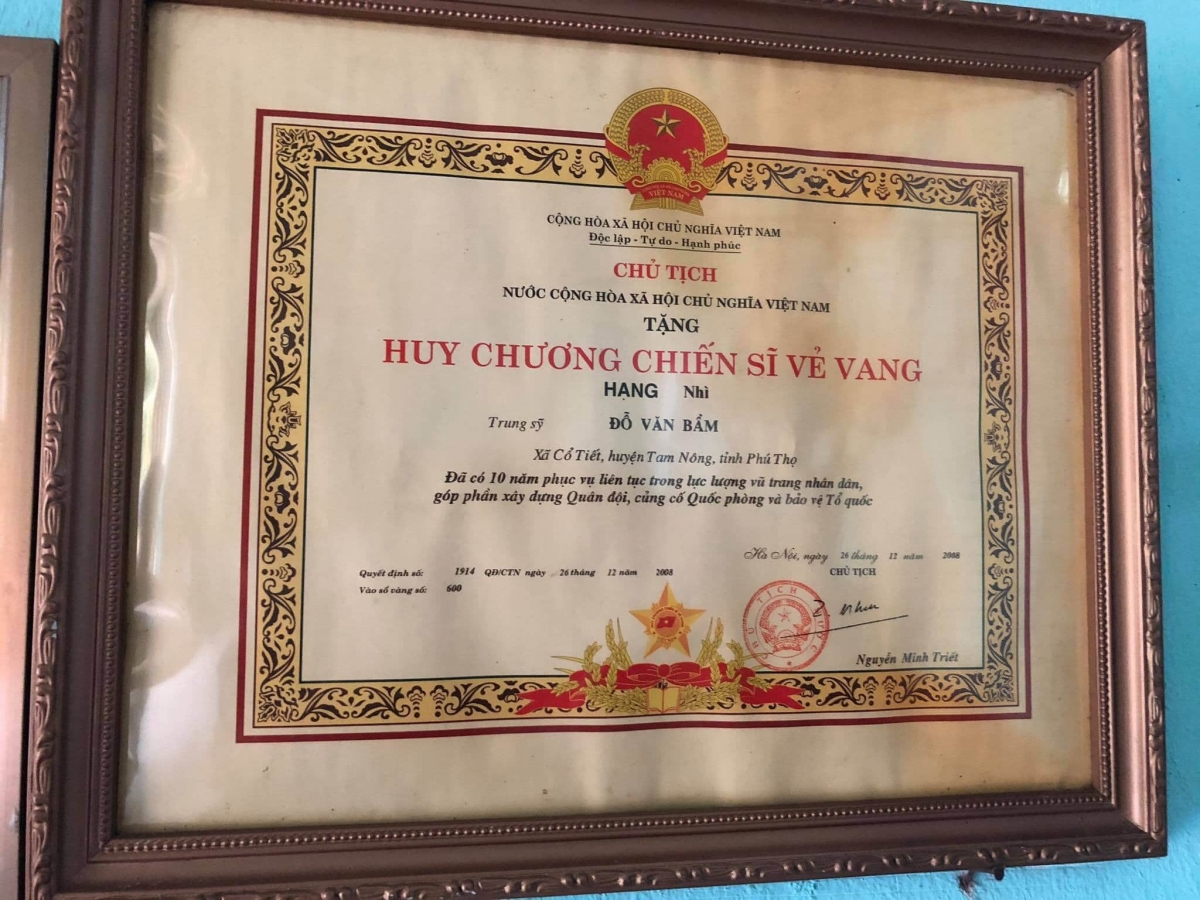 VIỆT NAM
CỘNG HÒA XÃ HỘI CHỦ NGHĨA VIỆT NAM
Độc lập - Tự do - Hạnh phúc
CHỦ TỊCH
NƯỚC CỘNG HÒA XÃ HỘI CHỦ NGHĨA VIỆT NAM
TẶNG
HUY CHƯƠNG CHIẾN SĨ VẺ VANG
HẠNG Nhì
Trung sỹ ĐỖ VĂN BẨM
Xã Cổ Tiết, huyện Tam Nông, tỉnh Phú Thọ
Đã có 10 năm phục vụ liên tục trong lực lượng vũ trang nhân dân,
góp phần xây dựng Quân đội, củng cố Quốc phòng và bảo vệ Tổ quốc
Hà Nội, ngày 26 tháng 12 năm 2008
CHỦ TỊCH
Quyết định số: 1914 QĐ/CTN ngày 26 tháng 12 năm 2008
Vào sổ vàng số: 600
CHỦ TỊCH NƯỚC
Nguyễn Minh Triết